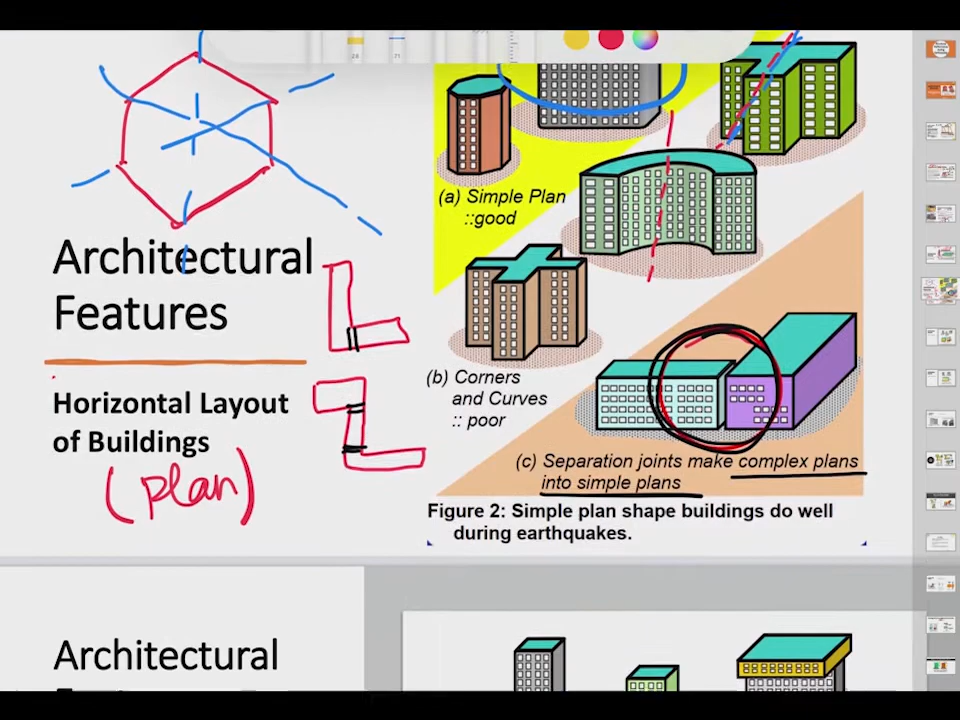 Architectural
Features
Horizontal Layout
of Buildings
(plan)
(a) Simple Plan
::good
(b) Corners
and Curves
:: poor
(c) Separation joints make complex plans
into simple plans
Figure 2: Simple plan shape buildings do well
during earthquakes.
Architectural